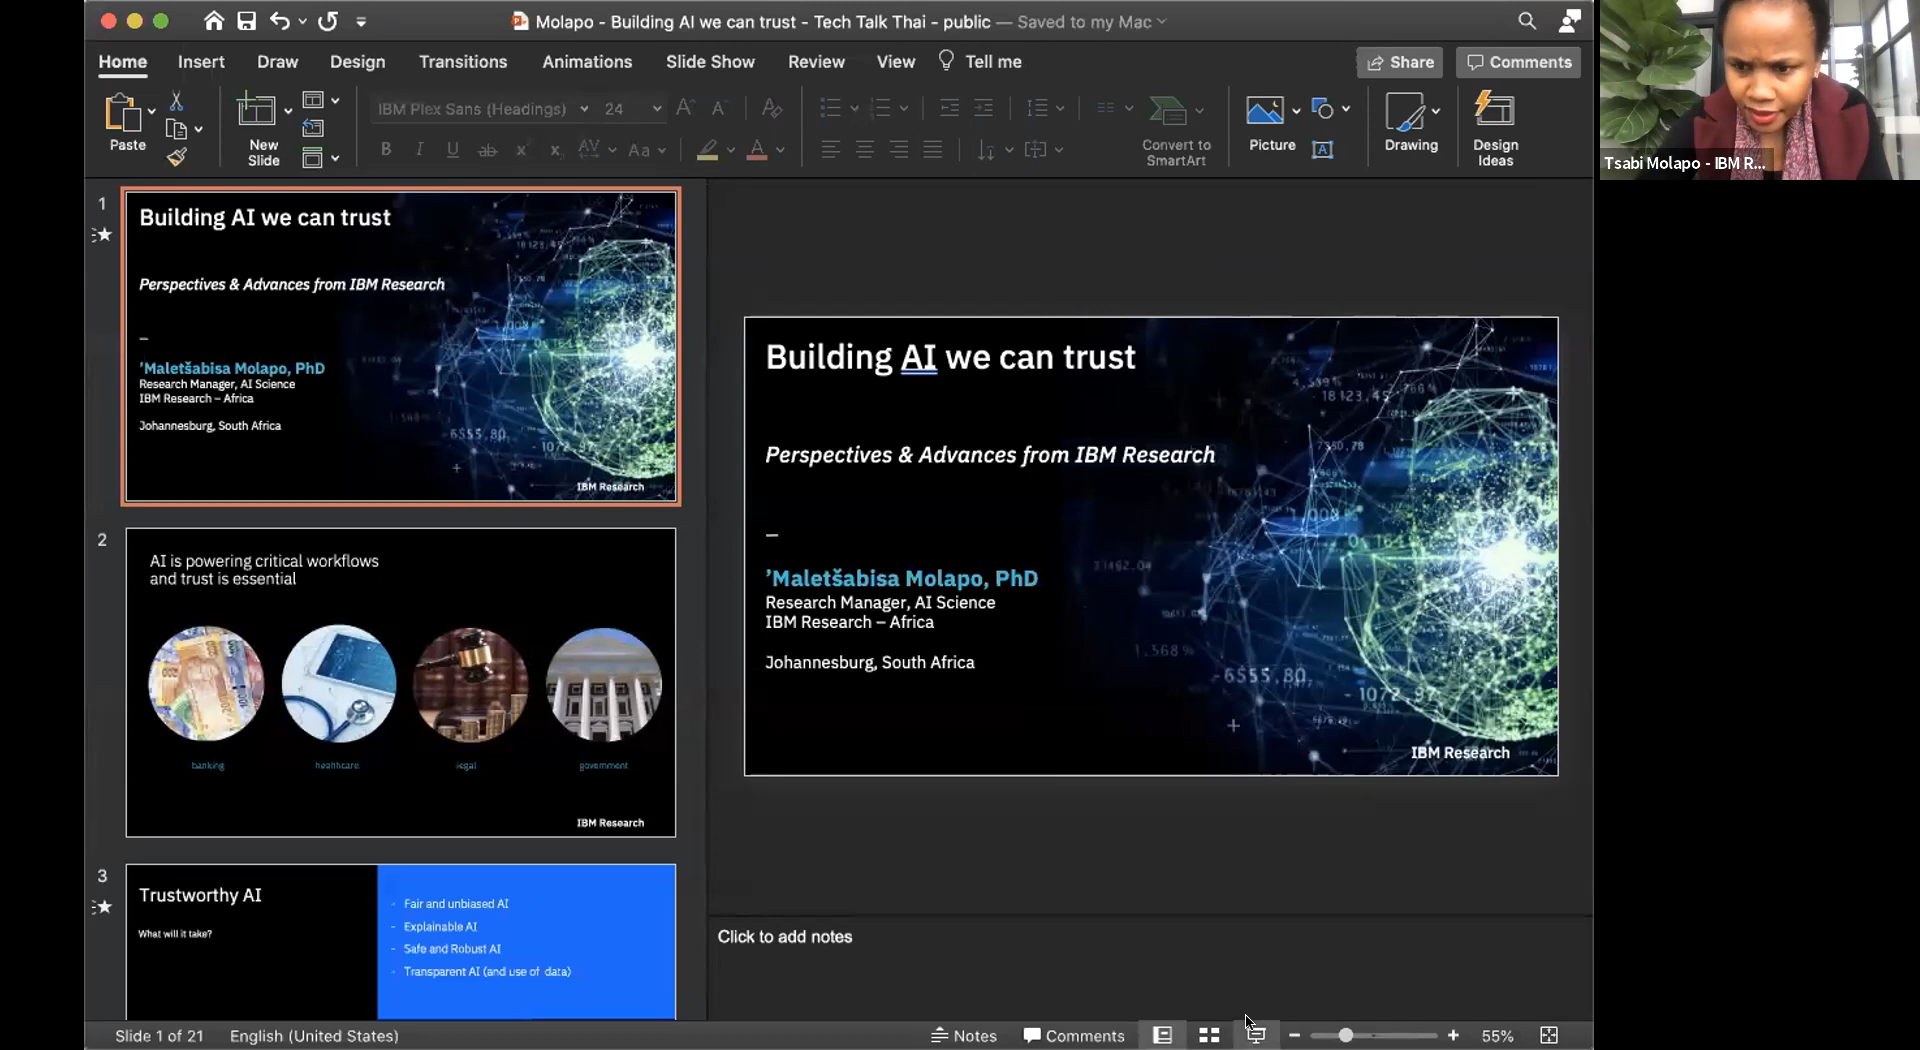 Molapo - Building AI we can trust - Tech Talk Thai - public — Saved to my Mac
Home Insert Draw Design Transitions Animations Slide Show Review View Tell me Share Comments
IBM Plex Sans (Headings) 24
Paste New Slide
Convert to SmartArt
Picture Drawing Design Ideas
Tsabi Molapo - IBM R...
1
Building AI we can trust
Perspectives & Advances from IBM Research
–
’Maletšabisa Molapo, PhD
Research Manager, AI Science
IBM Research – Africa
Johannesburg, South Africa
IBM Research
2
AI is powering critical workflows
and trust is essential
banking healthcare legal government
IBM Research
3
Trustworthy AI
What will it take?
- Fair and unbiased AI
- Explainable AI
- Safe and Robust AI
- Transparent AI (and use of data)
Building AI we can trust
Perspectives & Advances from IBM Research
–
’Maletšabisa Molapo, PhD
Research Manager, AI Science
IBM Research – Africa
Johannesburg, South Africa
IBM Research
Click to add notes
Slide 1 of 21 English (United States) Notes Comments 55%